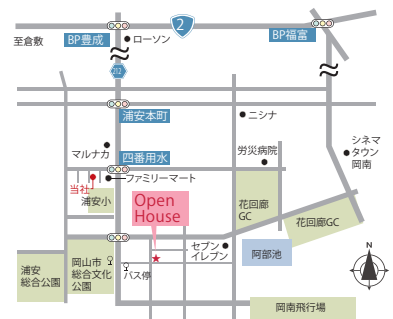 2
至倉敷
BP豊成
ローソン
BP福富
212
浦安本町
ニシナ
マルナカ
四番用水
労災病院
シネマ
タウン
岡南
当社
ファミリーマート
浦安小
Open
House
花回廊
GC
花回廊GC
セブン
イレブン
阿部池
N
浦安
総合公園
岡山市
総合文化
公園
バス停
岡南飛行場